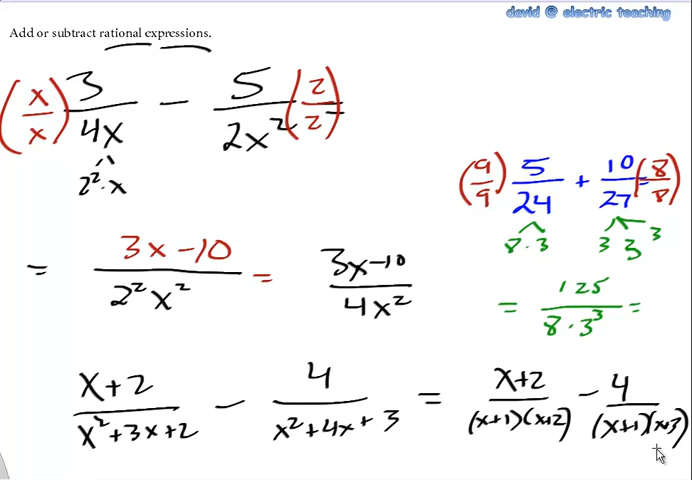 david @ electric teaching
Add or subtract rational expressions.
(x/x) 3/4x - 5/2x² (2/2) =
2²·x
(9/9) 5/24 + 10/27 (8/8) =
8·3 3 3 3
= 3x-10/2²x² = 3x-10/4x²
= 125/8·3³ =
x+2/x²+3x+2 - 4/x²+4x+3 = x+2/(x+1)(x+2) - 4/(x+1)(x+3)